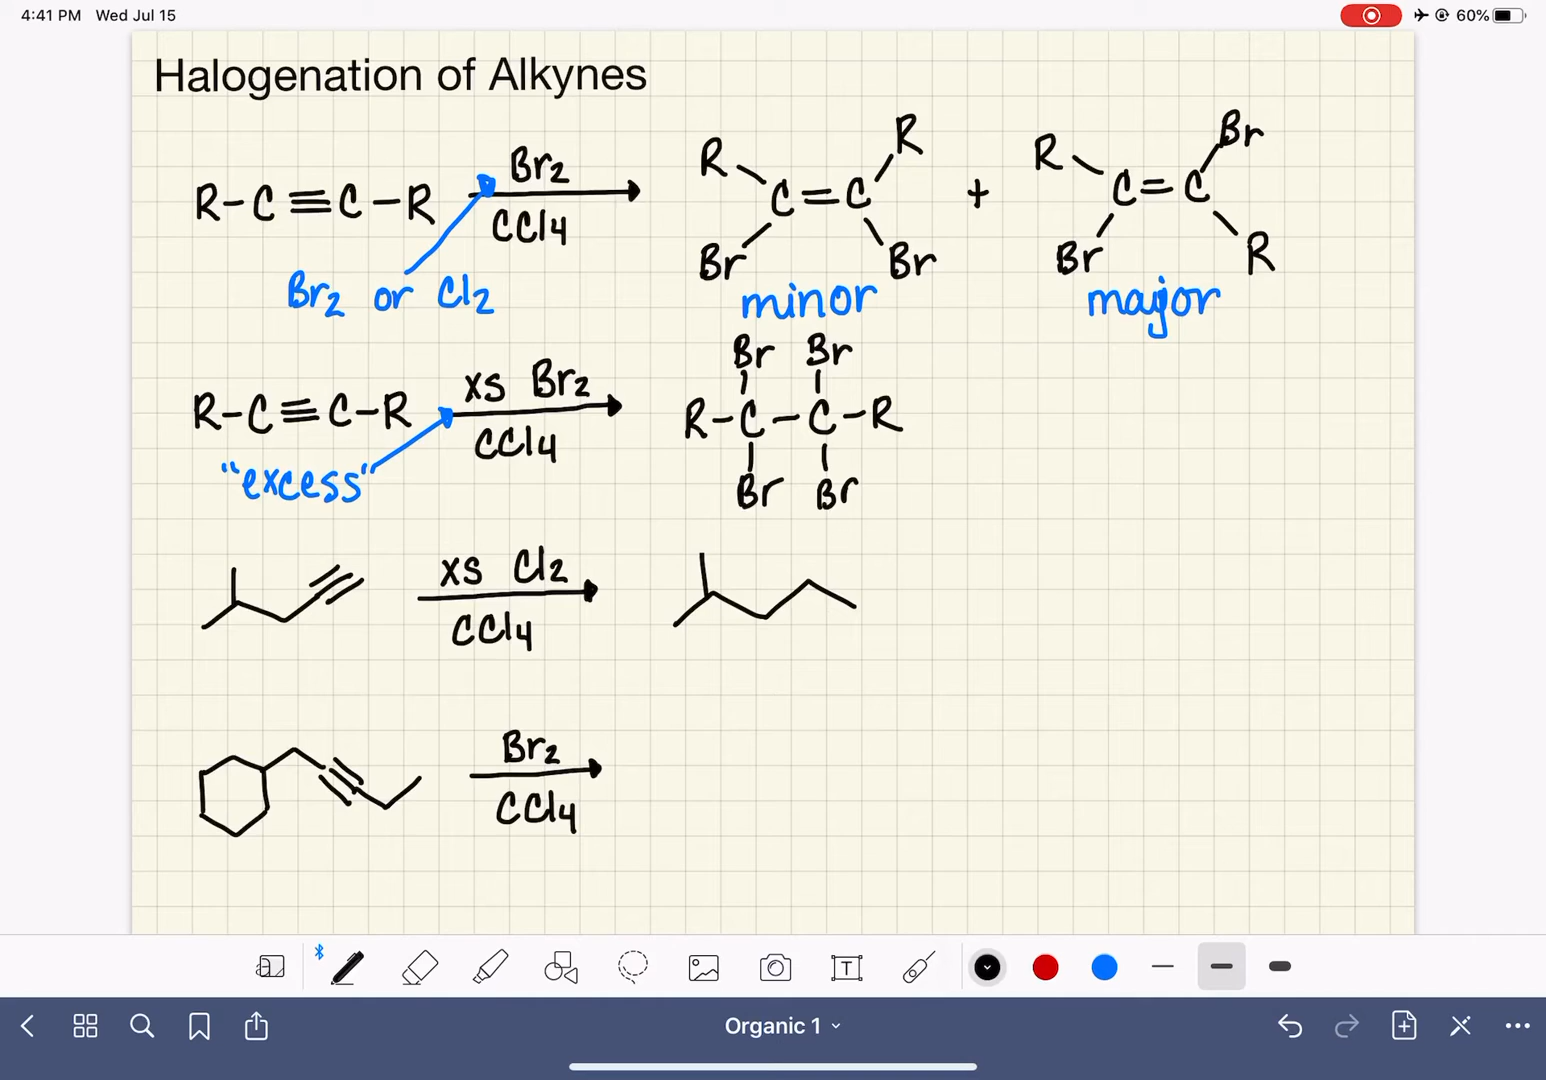 4:41 PM Wed Jul 15
60%
Halogenation of Alkynes
R-C≡C-R
Br2
CCl4
R R
C=C
Br Br
+
R Br
C=C
Br R
Br2 or Cl2
minor
major
R-C≡C-R
xs Br2
CCl4
Br Br
R-C-C-R
Br Br
"excess"
xs Cl2
CCl4
Br2
CCl4
T
Organic 1